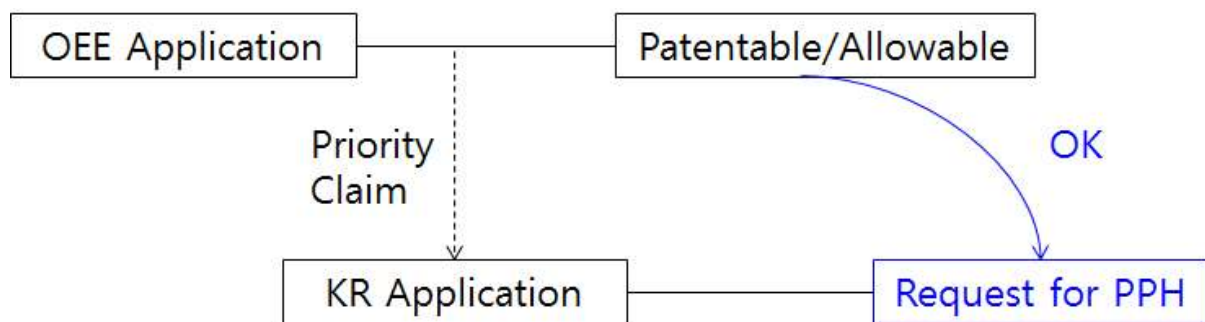 OEE Application
Patentable/Allowable
Priority
Claim
OK
KR Application
Request for PPH